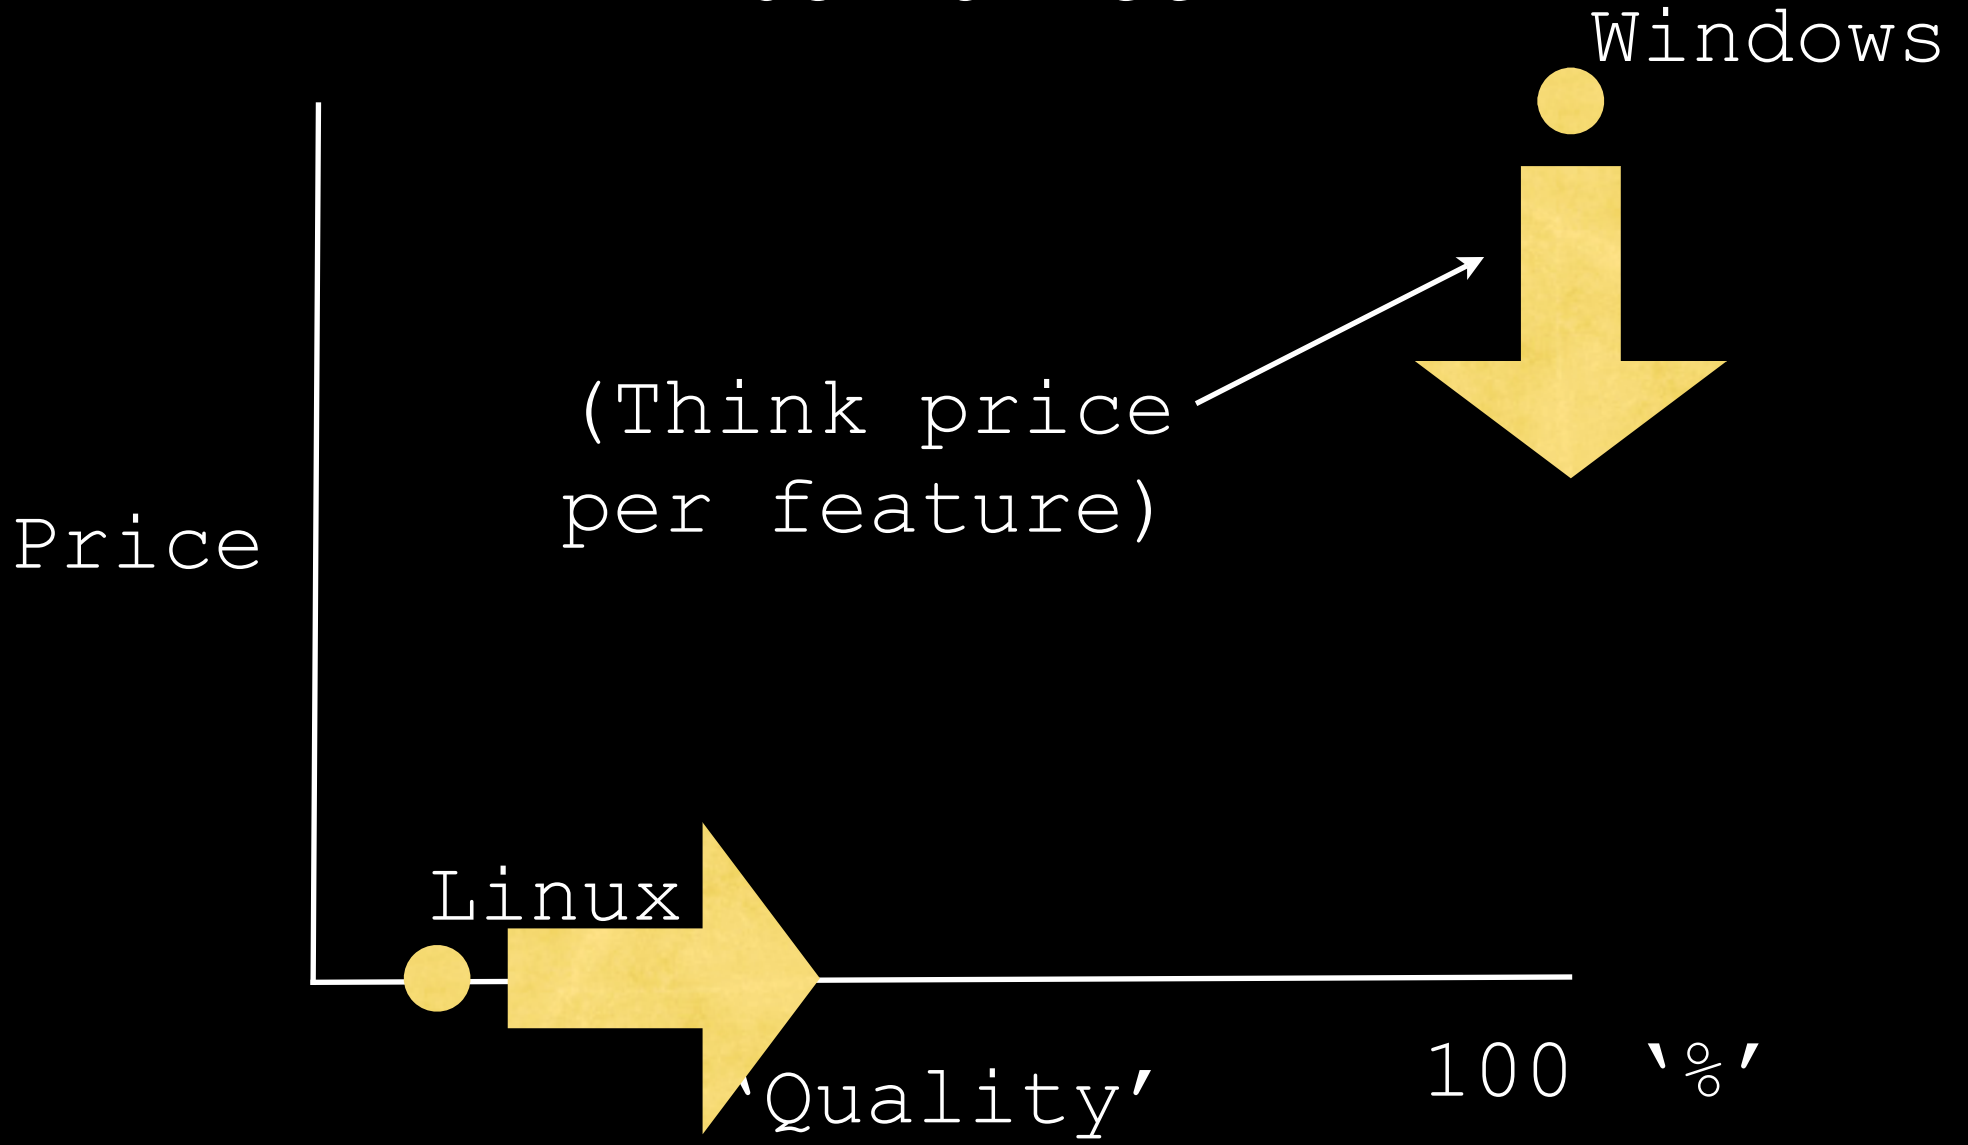 Windows
(Think price
per feature)
Price
Linux
‘Quality’
100 ‘%’